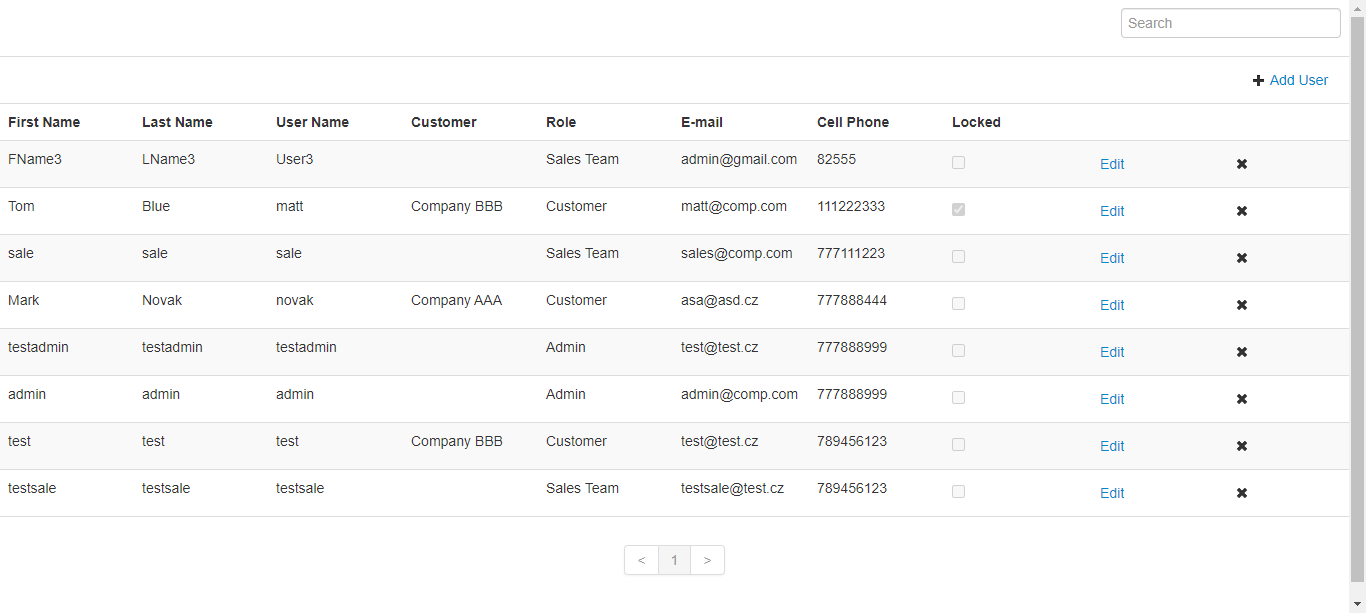 Search
Add User
First Name Last Name User Name Customer Role E-mail Cell Phone Locked
FName3 LName3 User3 Sales Team admin@gmail.com 82555 Edit
Tom Blue matt Company BBB Customer matt@comp.com 111222333 Edit
sale sale sale Sales Team sales@comp.com 777111223 Edit
Mark Novak novak Company AAA Customer asa@asd.cz 777888444 Edit
testadmin testadmin testadmin Admin test@test.cz 777888999 Edit
admin admin admin Admin admin@comp.com 777888999 Edit
test test test Company BBB Customer test@test.cz 789456123 Edit
testsale testsale testsale Sales Team testsale@test.cz 789456123 Edit
< 1 >